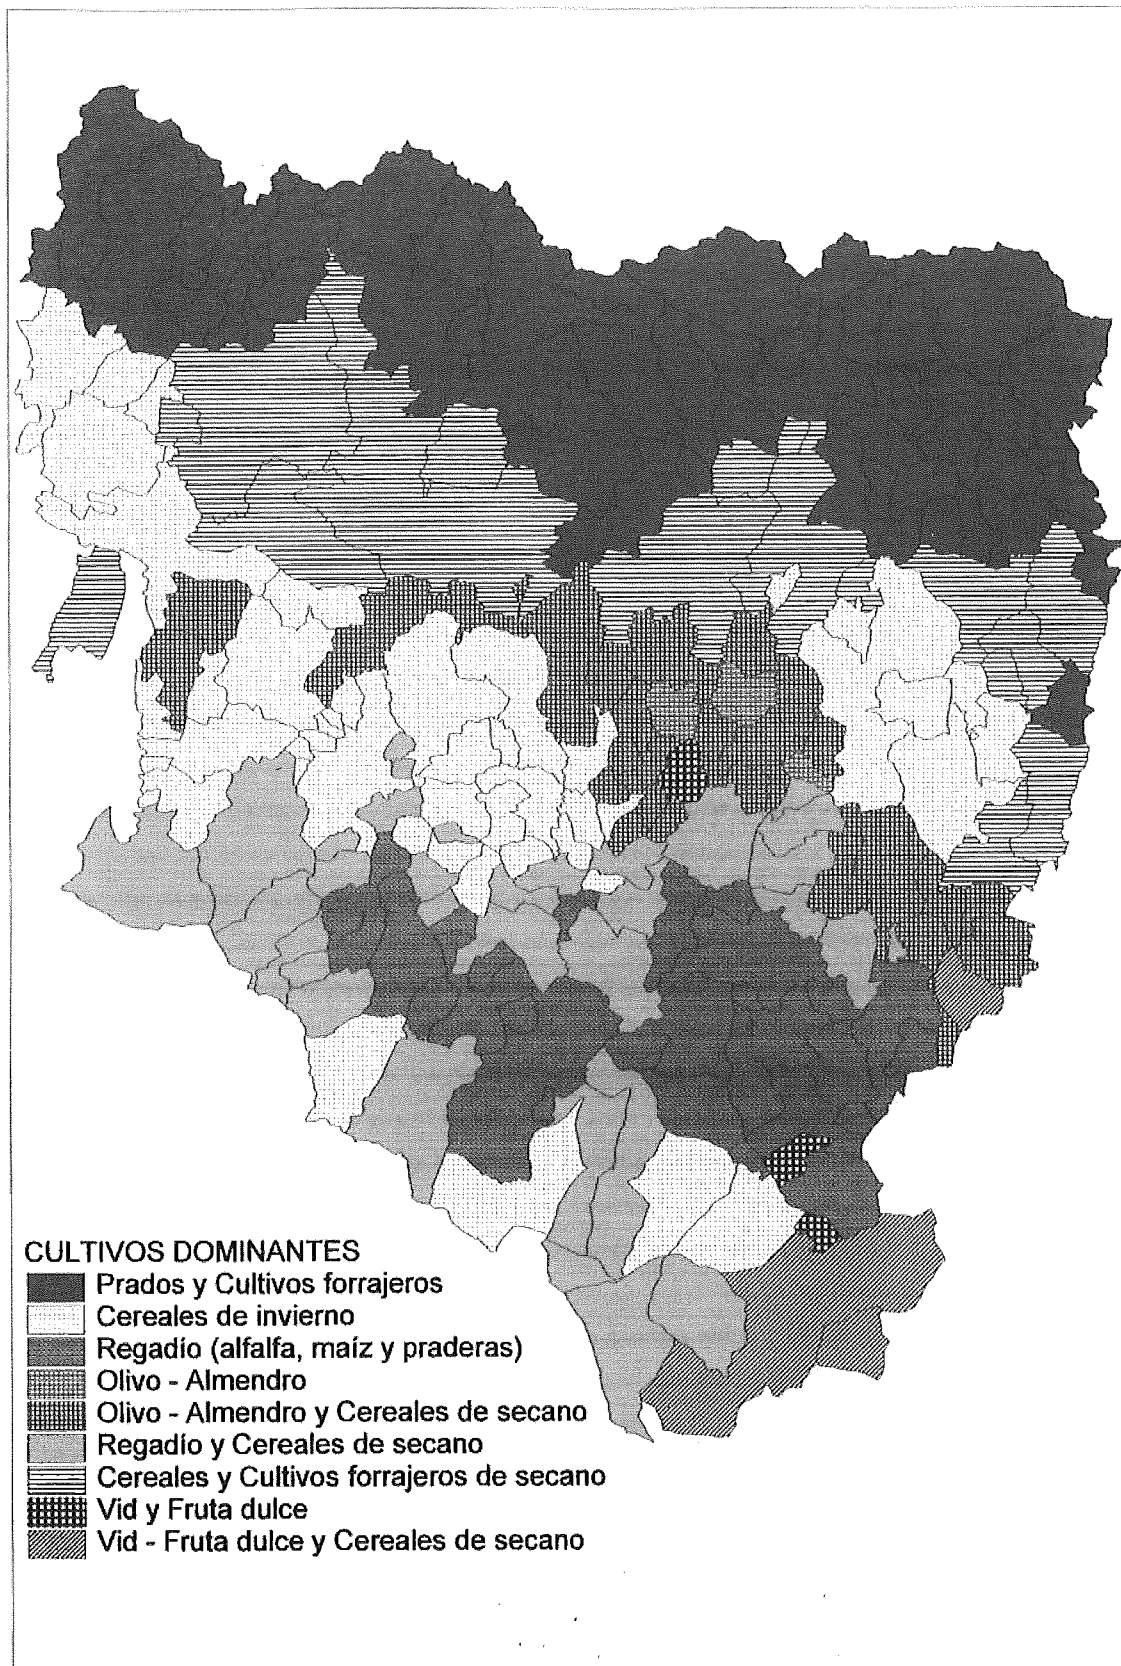 CULTIVOS DOMINANTES
Prados y Cultivos forrajeros
Cereales de invierno
Regadío (alfalfa, maíz y praderas)
Olivo - Almendro
Olivo - Almendro y Cereales de secano
Regadío y Cereales de secano
Cereales y Cultivos forrajeros de secano
Vid y Fruta dulce
Vid - Fruta dulce y Cereales de secano